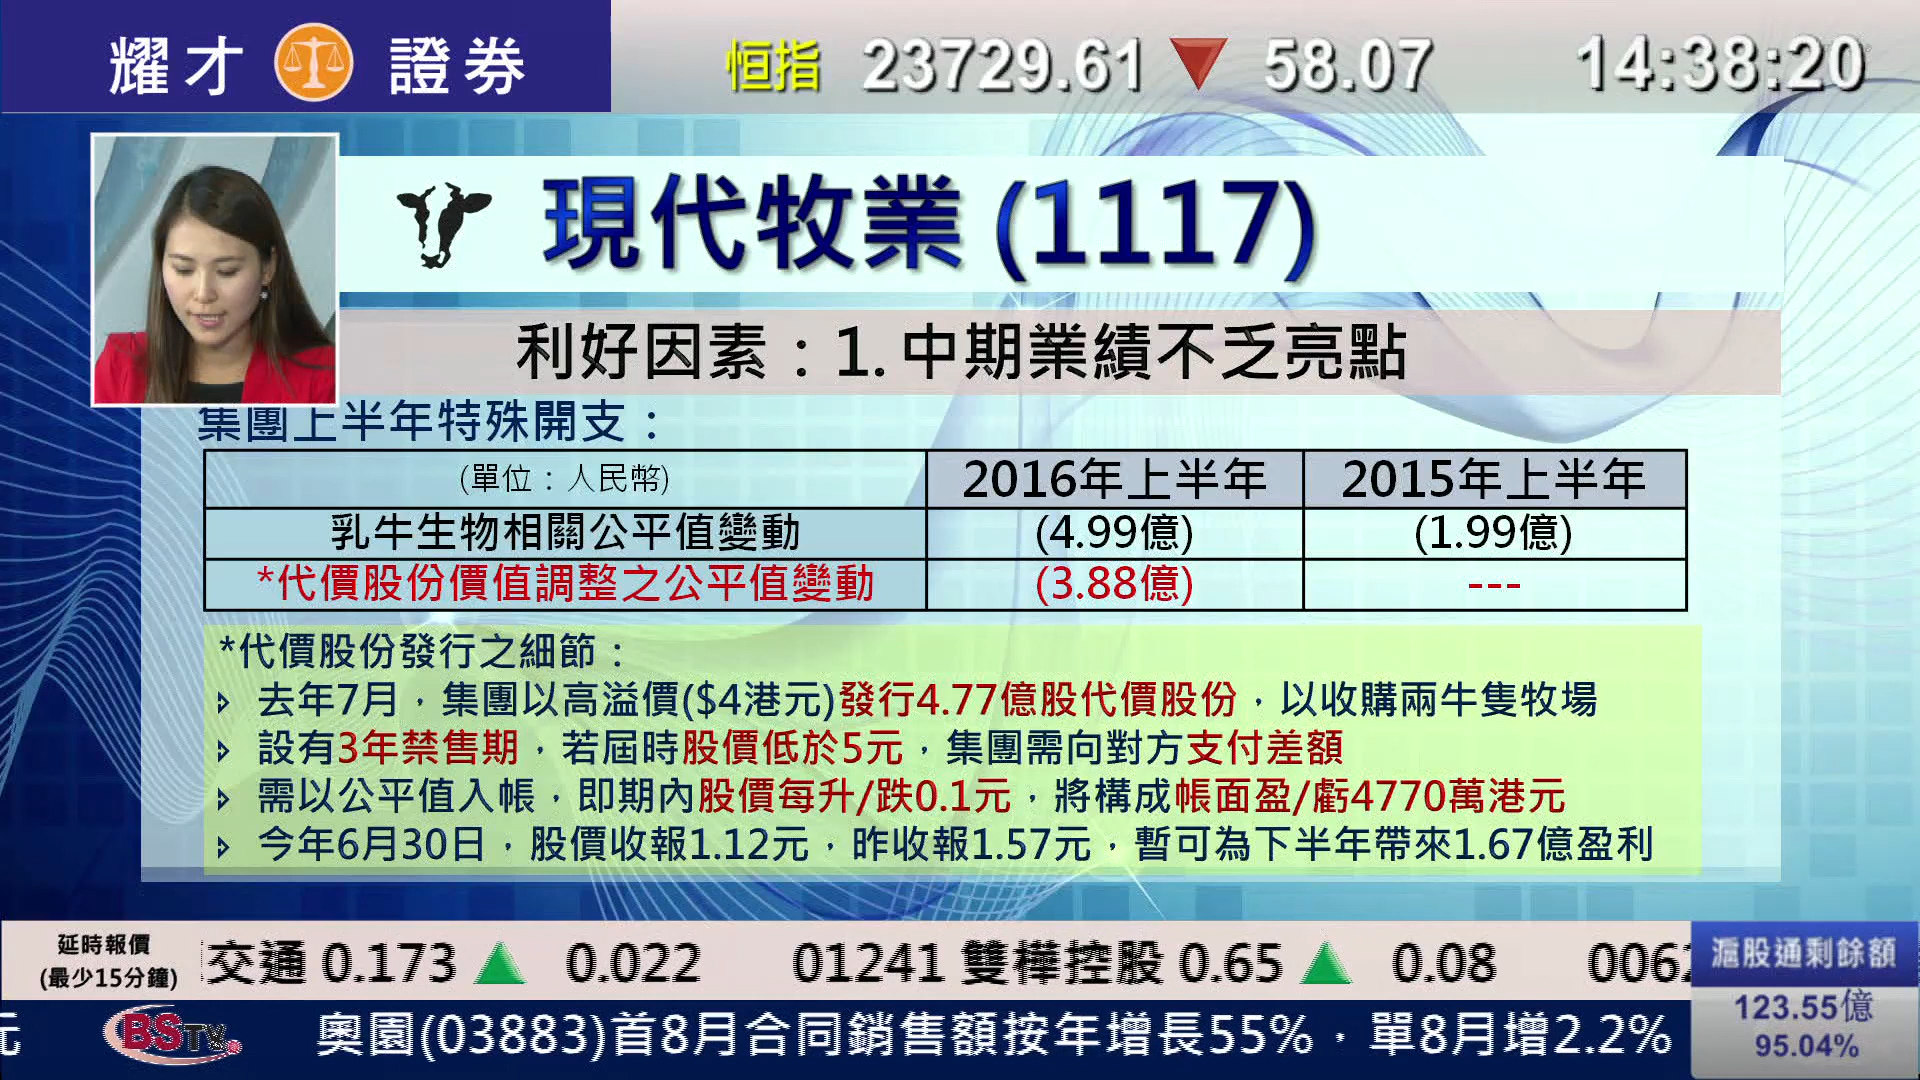 耀才 證券
恒指 23729.61 ▼ 58.07 14:38:20
現代牧業 (1117)
利好因素：1. 中期業績不乏亮點
集團上半年特殊開支：
(單位：人民幣) 2016年上半年 2015年上半年
乳牛生物相關公平值變動 (4.99億) (1.99億)
*代價股份價值調整之公平值變動 (3.88億) ---
*代價股份發行之細節：
去年7月，集團以高溢價($4港元)發行4.77億股代價股份，以收購兩牛隻牧場
設有3年禁售期，若屆時股價低於5元，集團需向對方支付差額
需以公平值入帳，即期內股價每升/跌0.1元，將構成帳面盈/虧4770萬港元
今年6月30日，股價收報1.12元，昨收報1.57元，暫可為下半年帶來1.67億盈利
延時報價
(最少15分鐘)
交通 0.173 ▲ 0.022 01241 雙樺控股 0.65 ▲ 0.08 006
滬股通剩餘額
123.55億
95.04%
元 BSTV 奧園(03883)首8月合同銷售額按年增長55%，單8月增2.2%